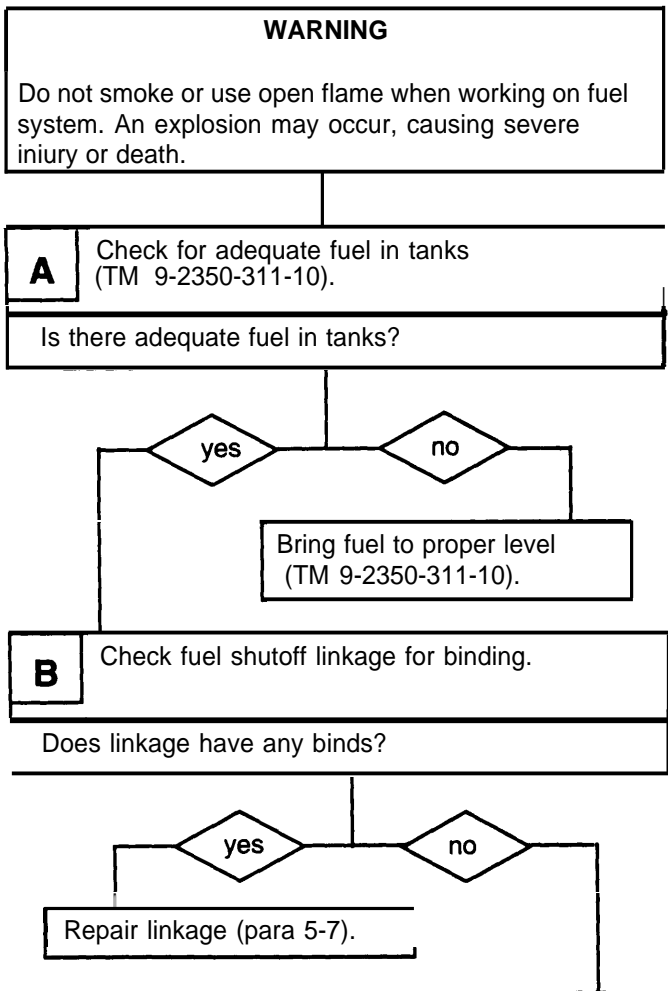 WARNING
Do not smoke or use open flame when working on fuel
system. An explosion may occur, causing severe
iniury or death.
A
Check for adequate fuel in tanks
(TM 9-2350-311-10).
Is there adequate fuel in tanks?
yes
no
Bring fuel to proper level
(TM 9-2350-311-10).
B
Check fuel shutoff linkage for binding.
Does linkage have any binds?
yes
no
Repair linkage (para 5-7).